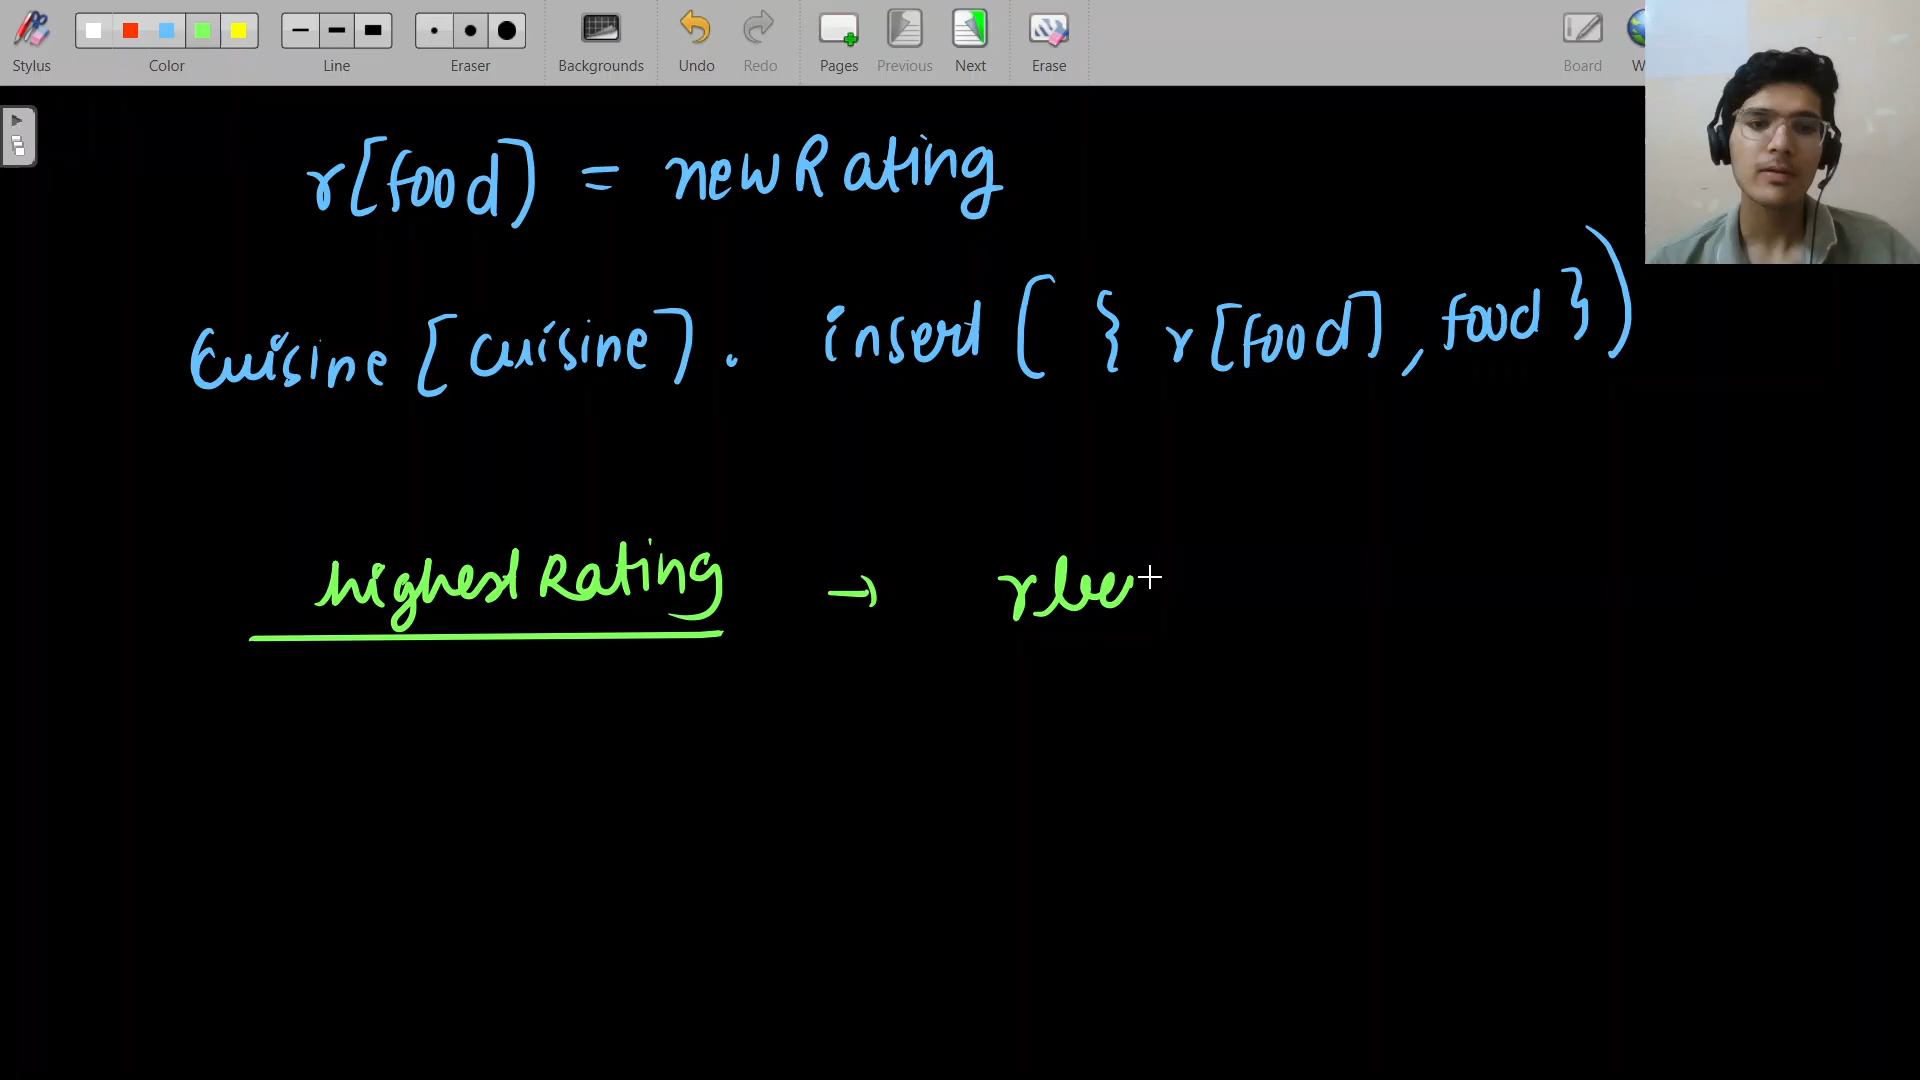 Stylus Color Line Eraser Backgrounds Undo Redo Pages Previous Next Erase Board W
r[food] = newRating
Cuisine[cuisine]. insert({ r[food], food })
highestRating →